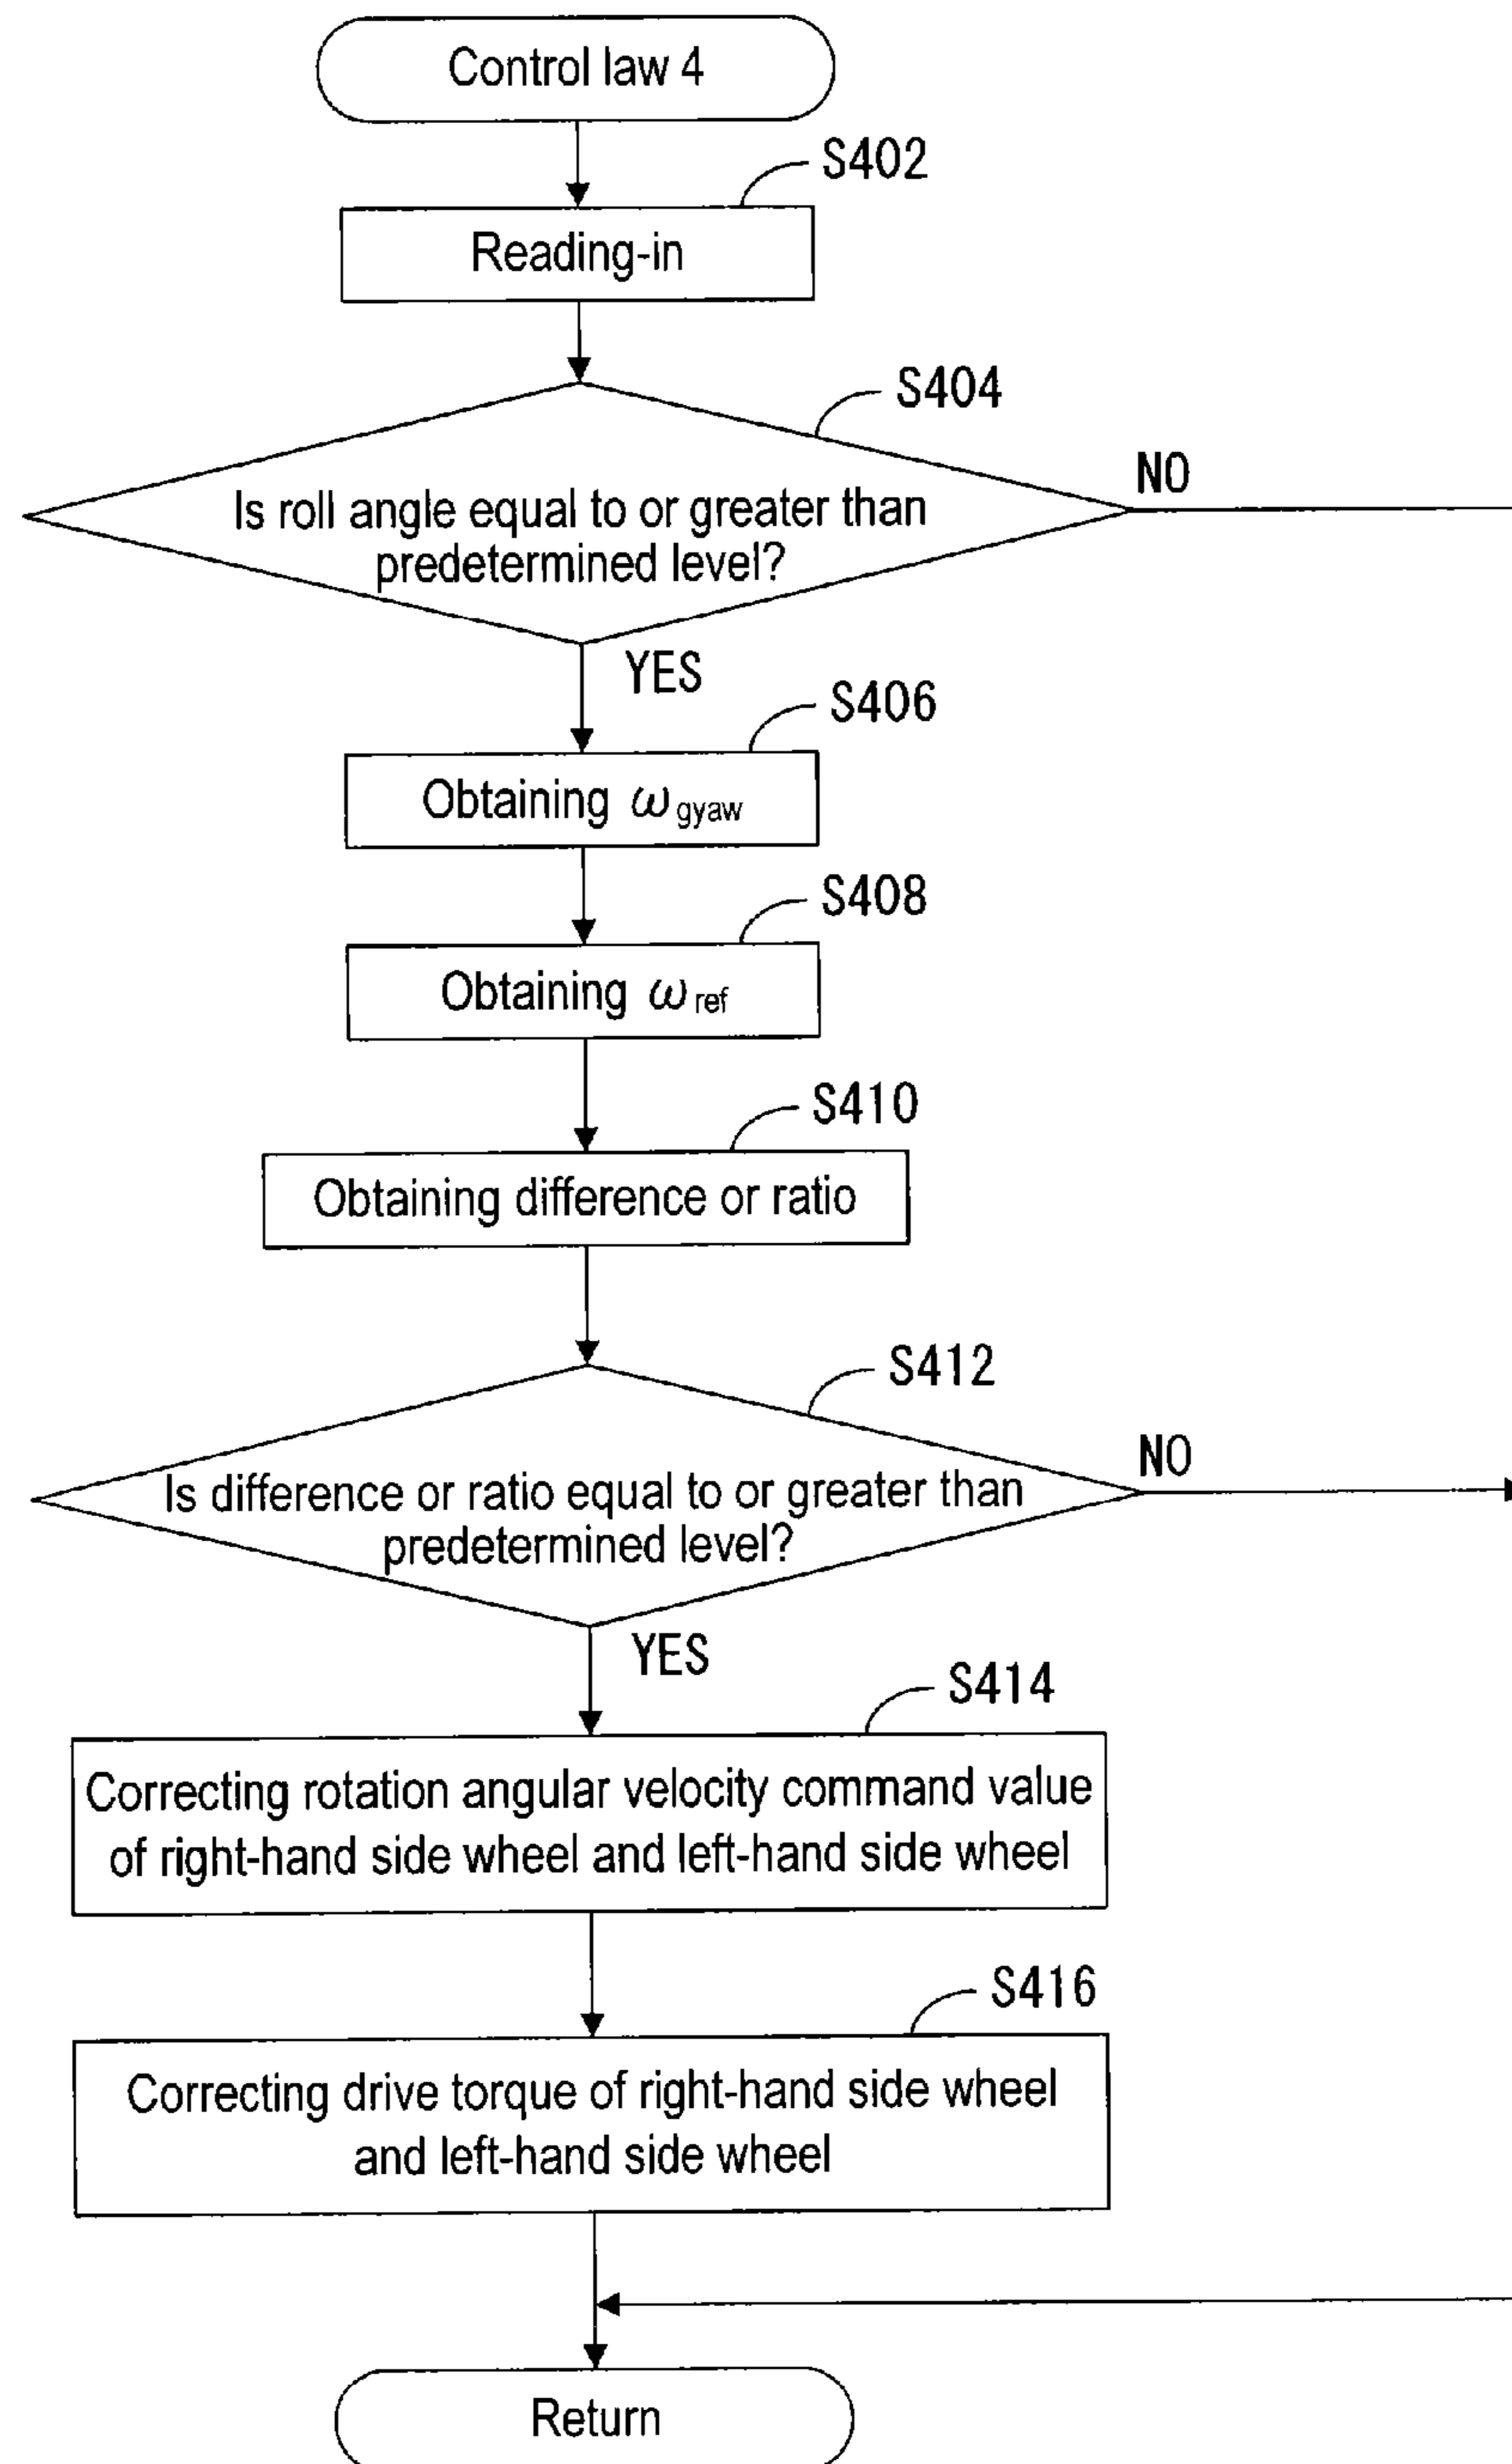 Control law 4
S402
Reading-in
S404
Is roll angle equal to or greater than
predetermined level?
NO
YES
S406
Obtaining ω gyaw
S408
Obtaining ω ref
S410
Obtaining difference or ratio
S412
Is difference or ratio equal to or greater than
predetermined level?
NO
YES
S414
Correcting rotation angular velocity command value
of right-hand side wheel and left-hand side wheel
S416
Correcting drive torque of right-hand side wheel
and left-hand side wheel
Return